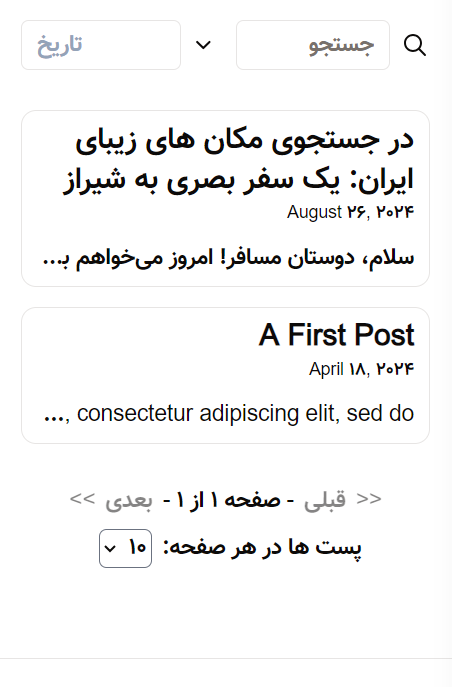 جستجو
تاریخ
در جستجوی مکان های زیبای
ایران: یک سفر بصری به شیراز
August ۲۶, ۲۰۲۴
سلام، دوستان مسافر! امروز می‌خواهم ب...
A First Post
April ۱۸, ۲۰۲۴
..., consectetur adipiscing elit, sed do
<< قبلی - صفحه ۱ از ۱ - بعدی >>
پست ها در هر صفحه: ۱۰